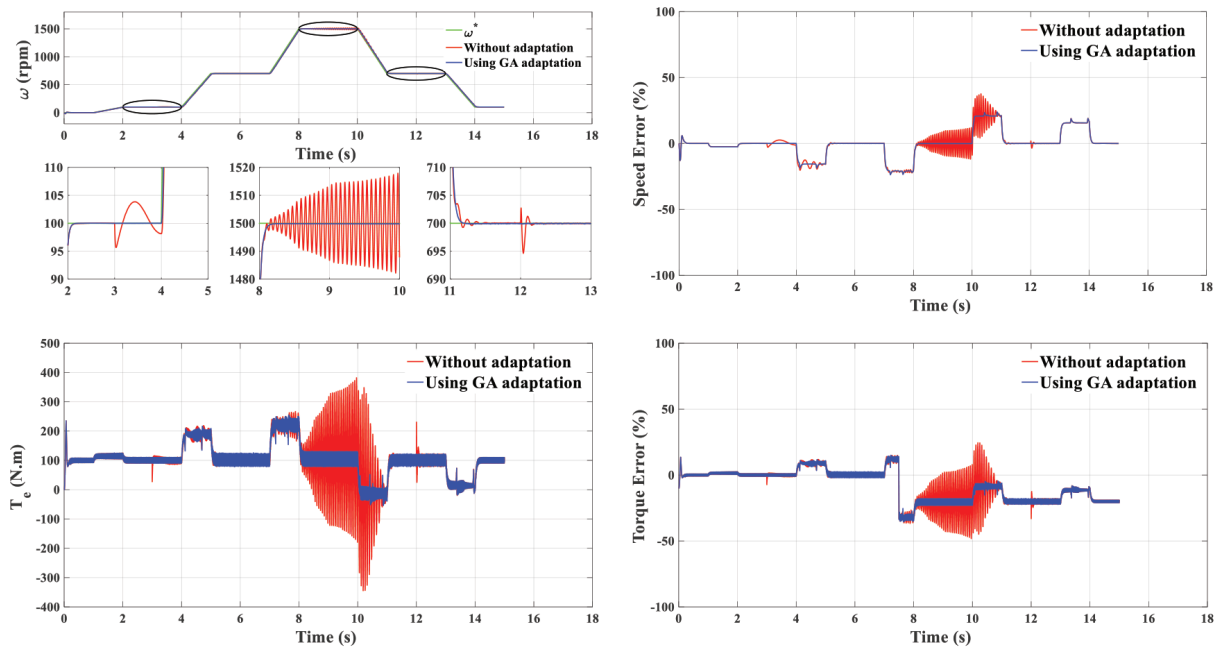 1500
1000
500
0
ω (rpm)
ω*
Without adaptation
Using GA adaptation
0 2 4 6 8 10 12 14 16 18
Time (s)
110
105
100
95
90
2 3 4 5
1520
1510
1500
1490
1480
8 9 10
710
705
700
695
690
11 12 13
100
50
0
-50
-100
Speed Error (%)
Without adaptation
Using GA adaptation
0 2 4 6 8 10 12 14 16 18
Time (s)
500
400
300
200
100
0
-100
-200
-300
-400
T_e (N.m)
Without adaptation
Using GA adaptation
0 2 4 6 8 10 12 14 16 18
Time (s)
100
50
0
-50
-100
Torque Error (%)
Without adaptation
Using GA adaptation
0 2 4 6 8 10 12 14 16 18
Time (s)